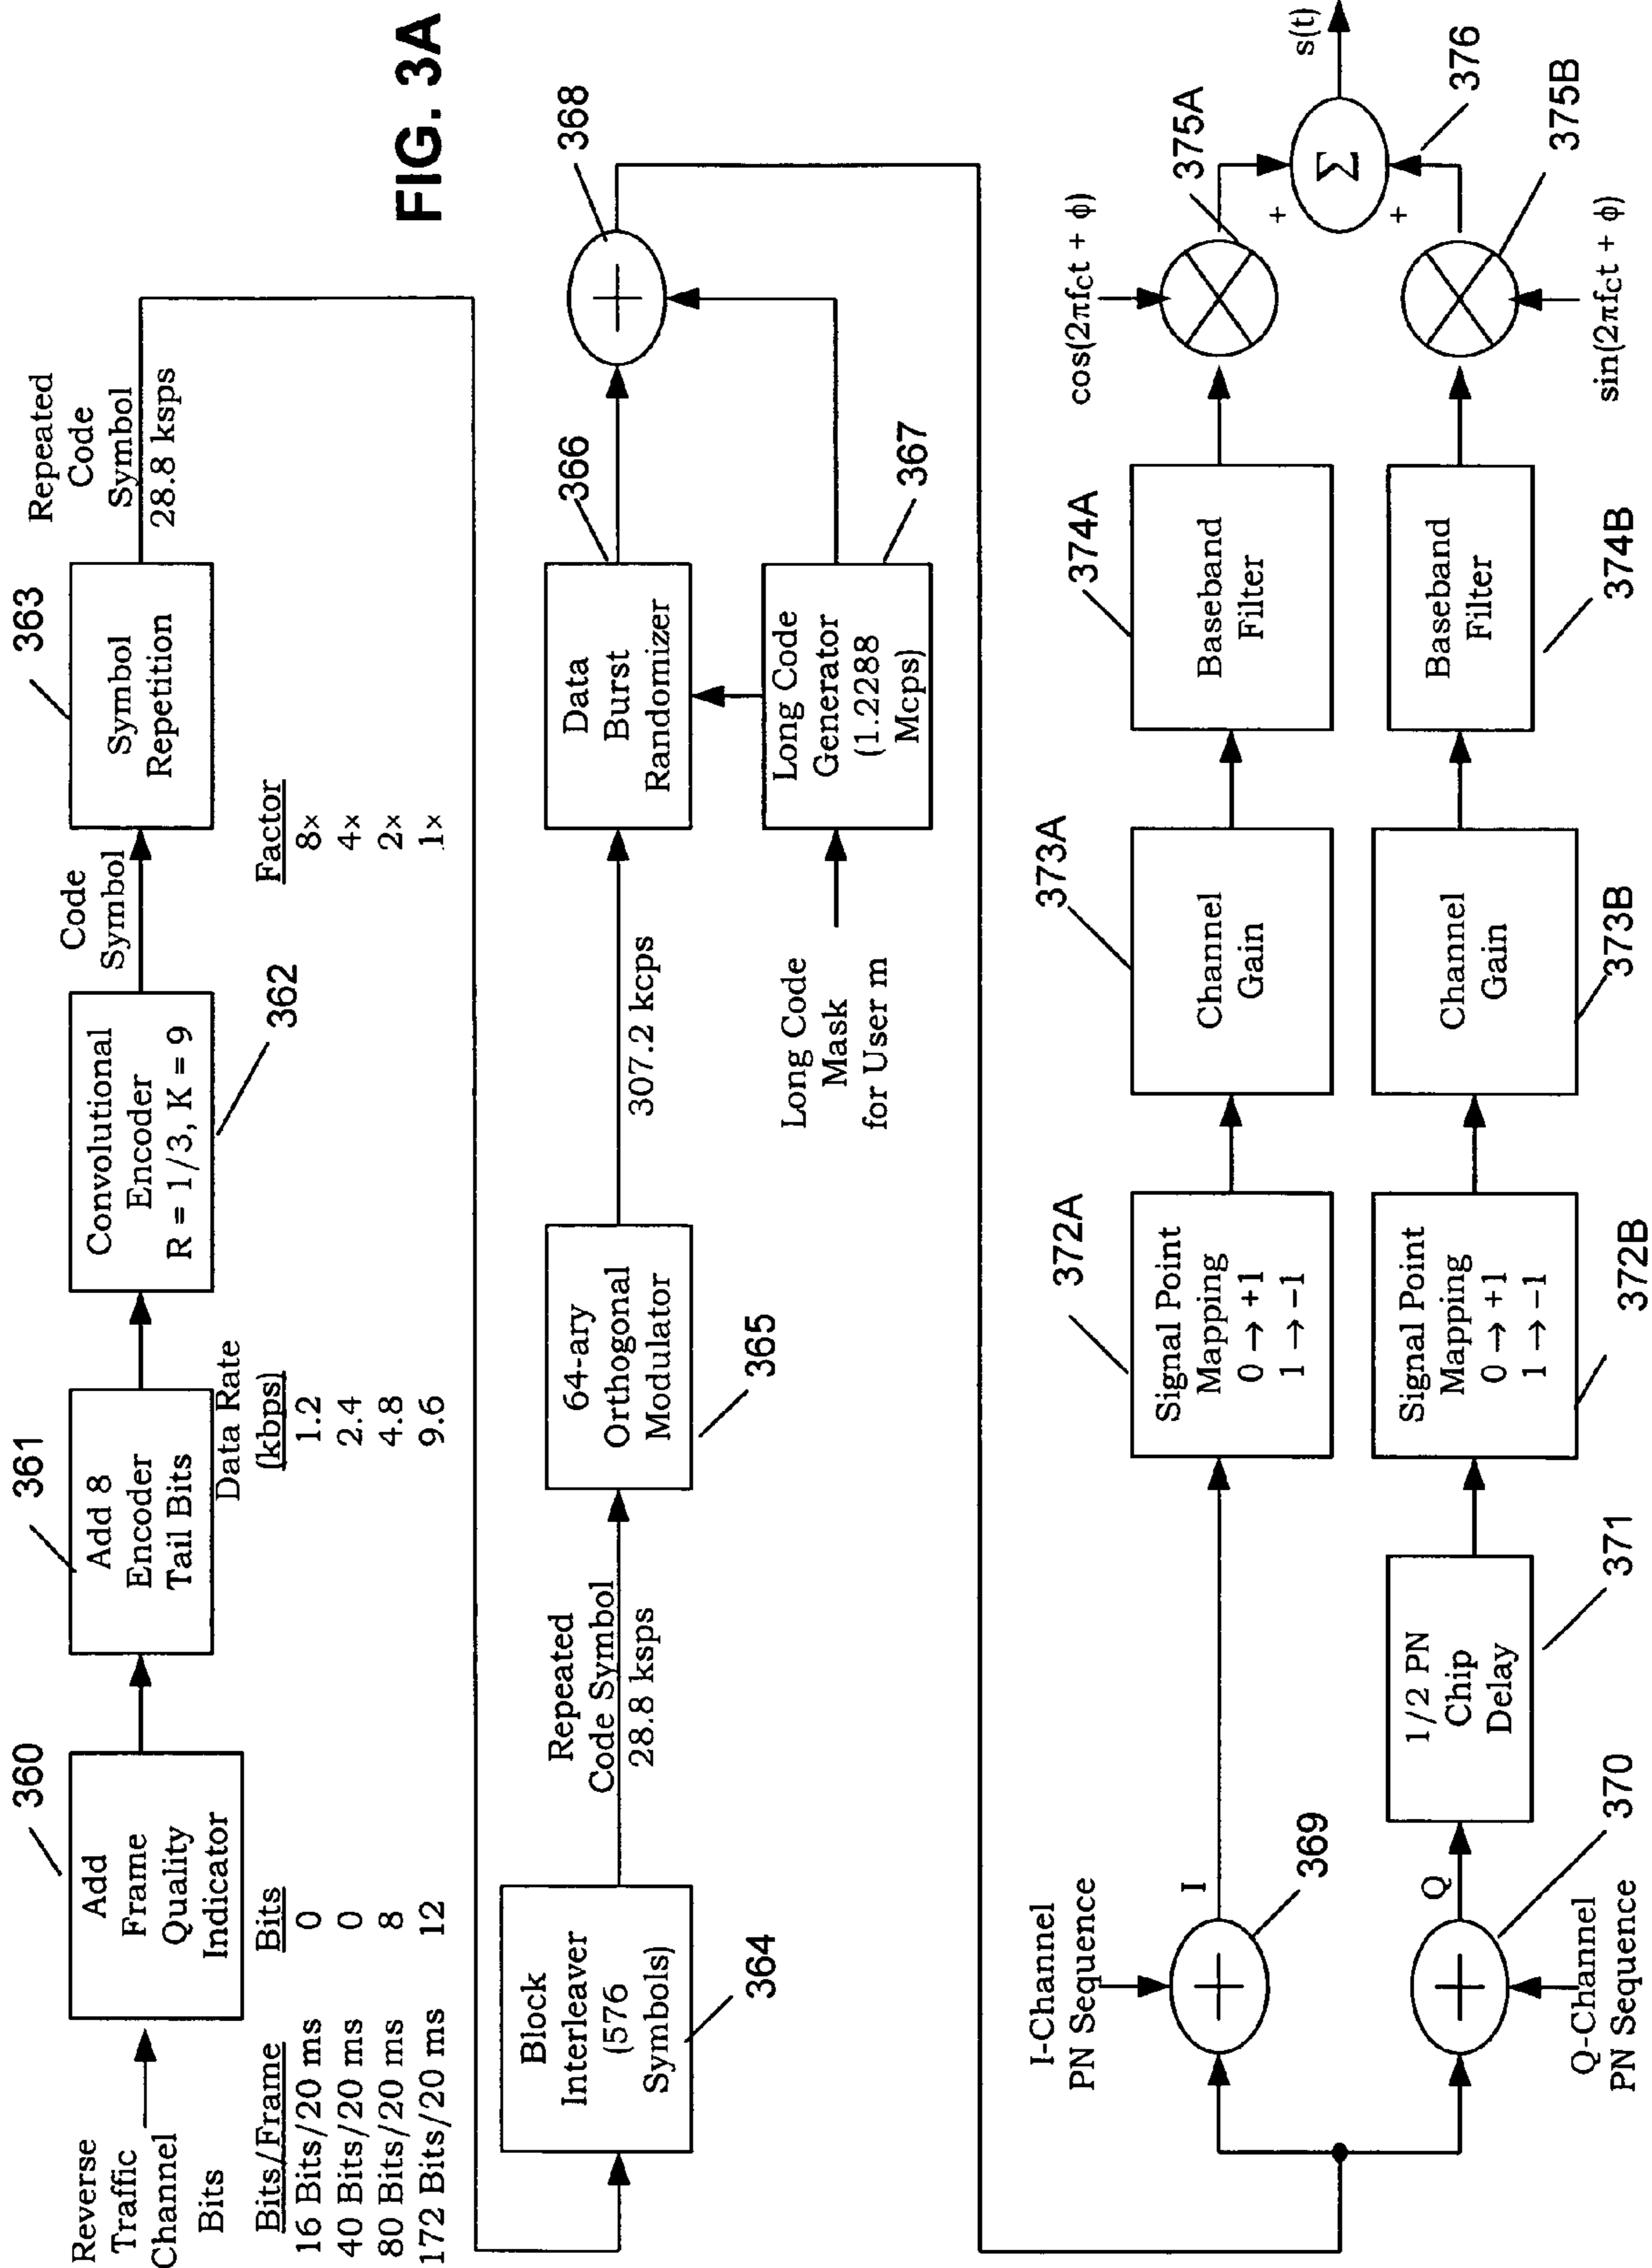 FIG. 3A
Reverse
Traffic
Channel
Bits
360
Add
Frame
Quality
Indicator
361
Add 8
Encoder
Tail Bits
Convolutional
Encoder
R = 1/3, K = 9
362
Code
Symbol
363
Symbol
Repetition
Repeated
Code
Symbol
28.8 ksps
Bits/Frame
16 Bits/20 ms
40 Bits/20 ms
80 Bits/20 ms
172 Bits/20 ms
Bits
0
0
8
12
Data Rate
(kbps)
1.2
2.4
4.8
9.6
Factor
8×
4×
2×
1×
Block
Interleaver
(576
Symbols)
364
Repeated
Code Symbol
28.8 ksps
64-ary
Orthogonal
Modulator
365
307.2 kcps
Data
Burst
Randomizer
366
368
Long Code
Mask
for User m
Long Code
Generator
(1.2288
Mcps)
367
I-Channel
PN Sequence
I
369
Signal Point
Mapping
0 → +1
1 → −1
372A
Channel
Gain
373A
Baseband
Filter
374A
cos(2πfct + ϕ)
375A
+
Σ
s(t)
376
+
Q-Channel
PN Sequence
Q
370
1/2 PN
Chip
Delay
371
Signal Point
Mapping
0 → +1
1 → −1
372B
Channel
Gain
373B
Baseband
Filter
374B
sin(2πfct + ϕ)
375B